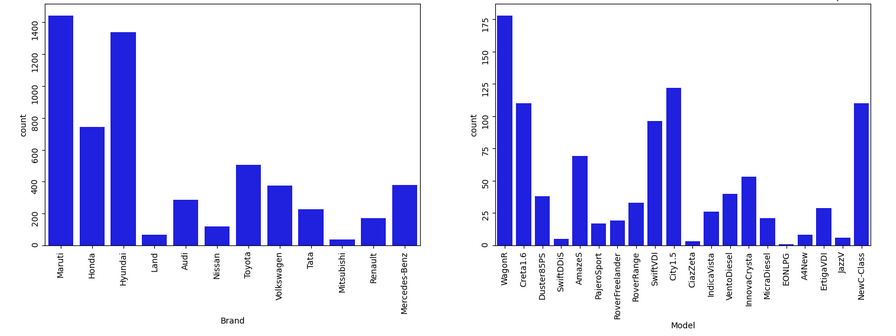 1400
1200
1000
800
600
400
200
0
count
Maruti
Honda
Hyundai
Land
Audi
Nissan
Toyota
Volkswagen
Tata
Mitsubishi
Renault
Mercedes-Benz
Brand
175
150
125
100
75
50
25
0
count
WagonR
Creta1.6
Duster85PS
SwiftDDIS
AmazeS
PajeroSport
RoverFreelander
RoverRange
SwiftVDI
City1.5
CiazZeta
IndicaVista
VentoDiesel
InnovaCrysta
MicraDiesel
EONLPG
A4New
ErtigaVDI
JazzV
NewC-Class
Model